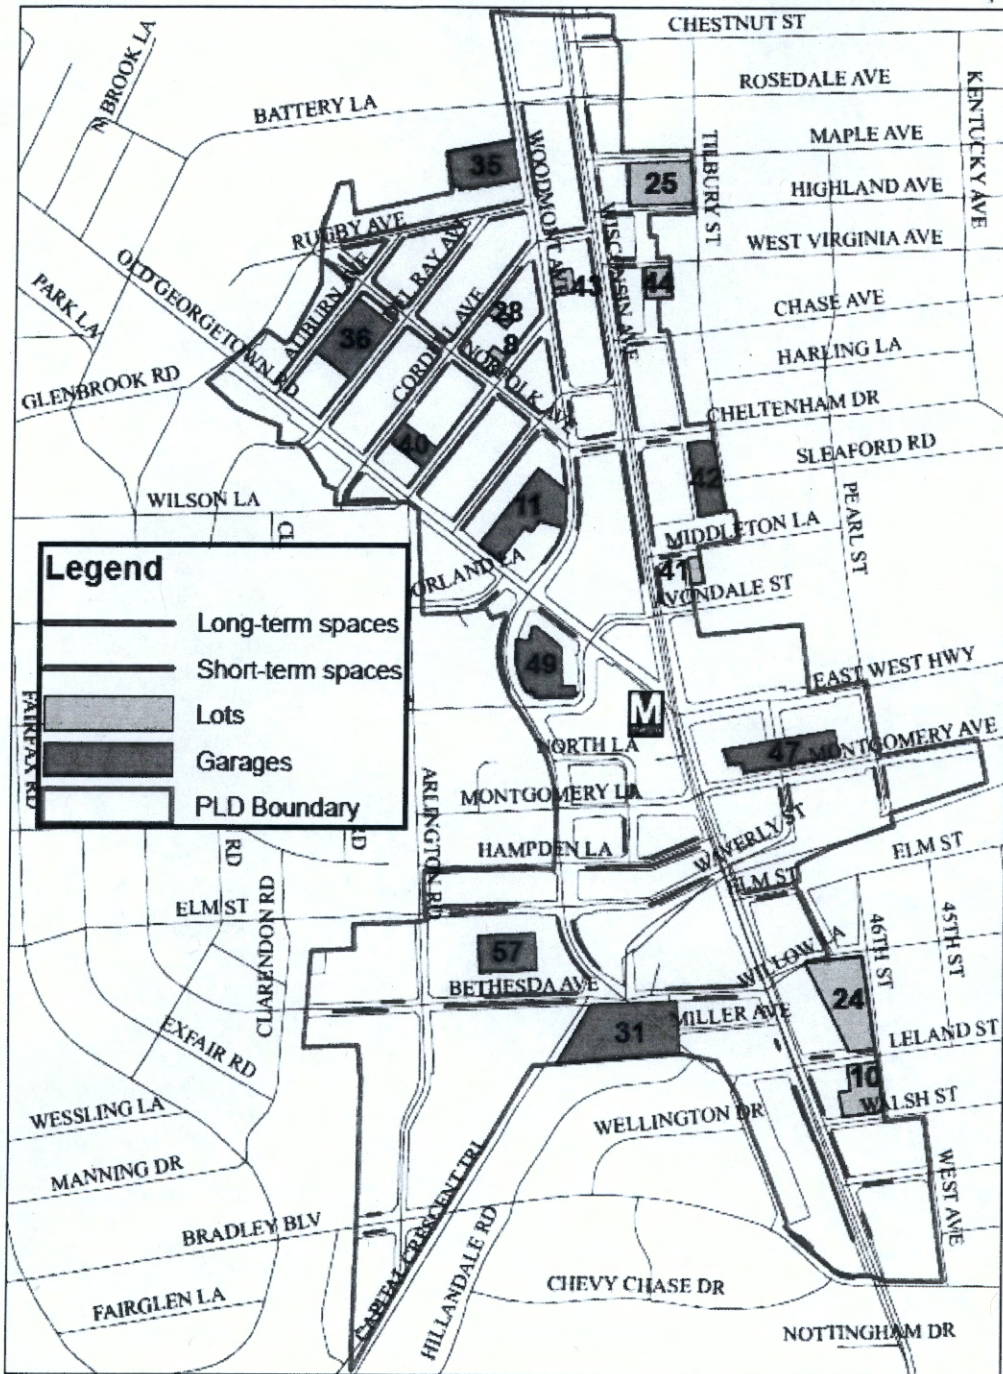 CHESTNUT ST
ROSEDALE AVE
KENTUCKY AVE
N BROOK LA
BATTERY LA
MAPLE AVE
WOODMONT AVE
TILBURY ST
35
25
HIGHLAND AVE
RUGBY AVE
WISCONSIN AVE
WEST VIRGINIA AVE
OLD GEORGETOWN RD
DEL RAY AVE
AUBURN AVE
43
44
PARK LA
CHASE AVE
28
36
CORDELL AVE
9
NORFOLK AVE
HARLING LA
GLENBROOK RD
CHELTENHAM DR
40
SLEAFORD RD
42
PEARL ST
WILSON LA
11
MIDDLETON LA
CL
41
ORLAND LA
AVONDALE ST
Legend
Long-term spaces
Short-term spaces
Lots
Garages
PLD Boundary
49
EAST WEST HWY
M
FAIRFAX RD
NORTH LA
47
MONTGOMERY AVE
ARLINGTON RD
MONTGOMERY LA
RD
RD
HAMPDEN LA
WAVERLY ST
ELM ST
ELM ST
CLARENDON RD
ELM ST
46TH ST
45TH ST
57
WILLOW LA
BETHESDA AVE
24
MILLER AVE
31
LELAND ST
EXFAIR RD
10
WALSH ST
WESSLING LA
WELLINGTON DR
MANNING DR
WEST AVE
CAPITAL CRESCENT TRL
HILLANDALE RD
BRADLEY BLV
CHEVY CHASE DR
FAIRGLEN LA
NOTTINGHAM DR